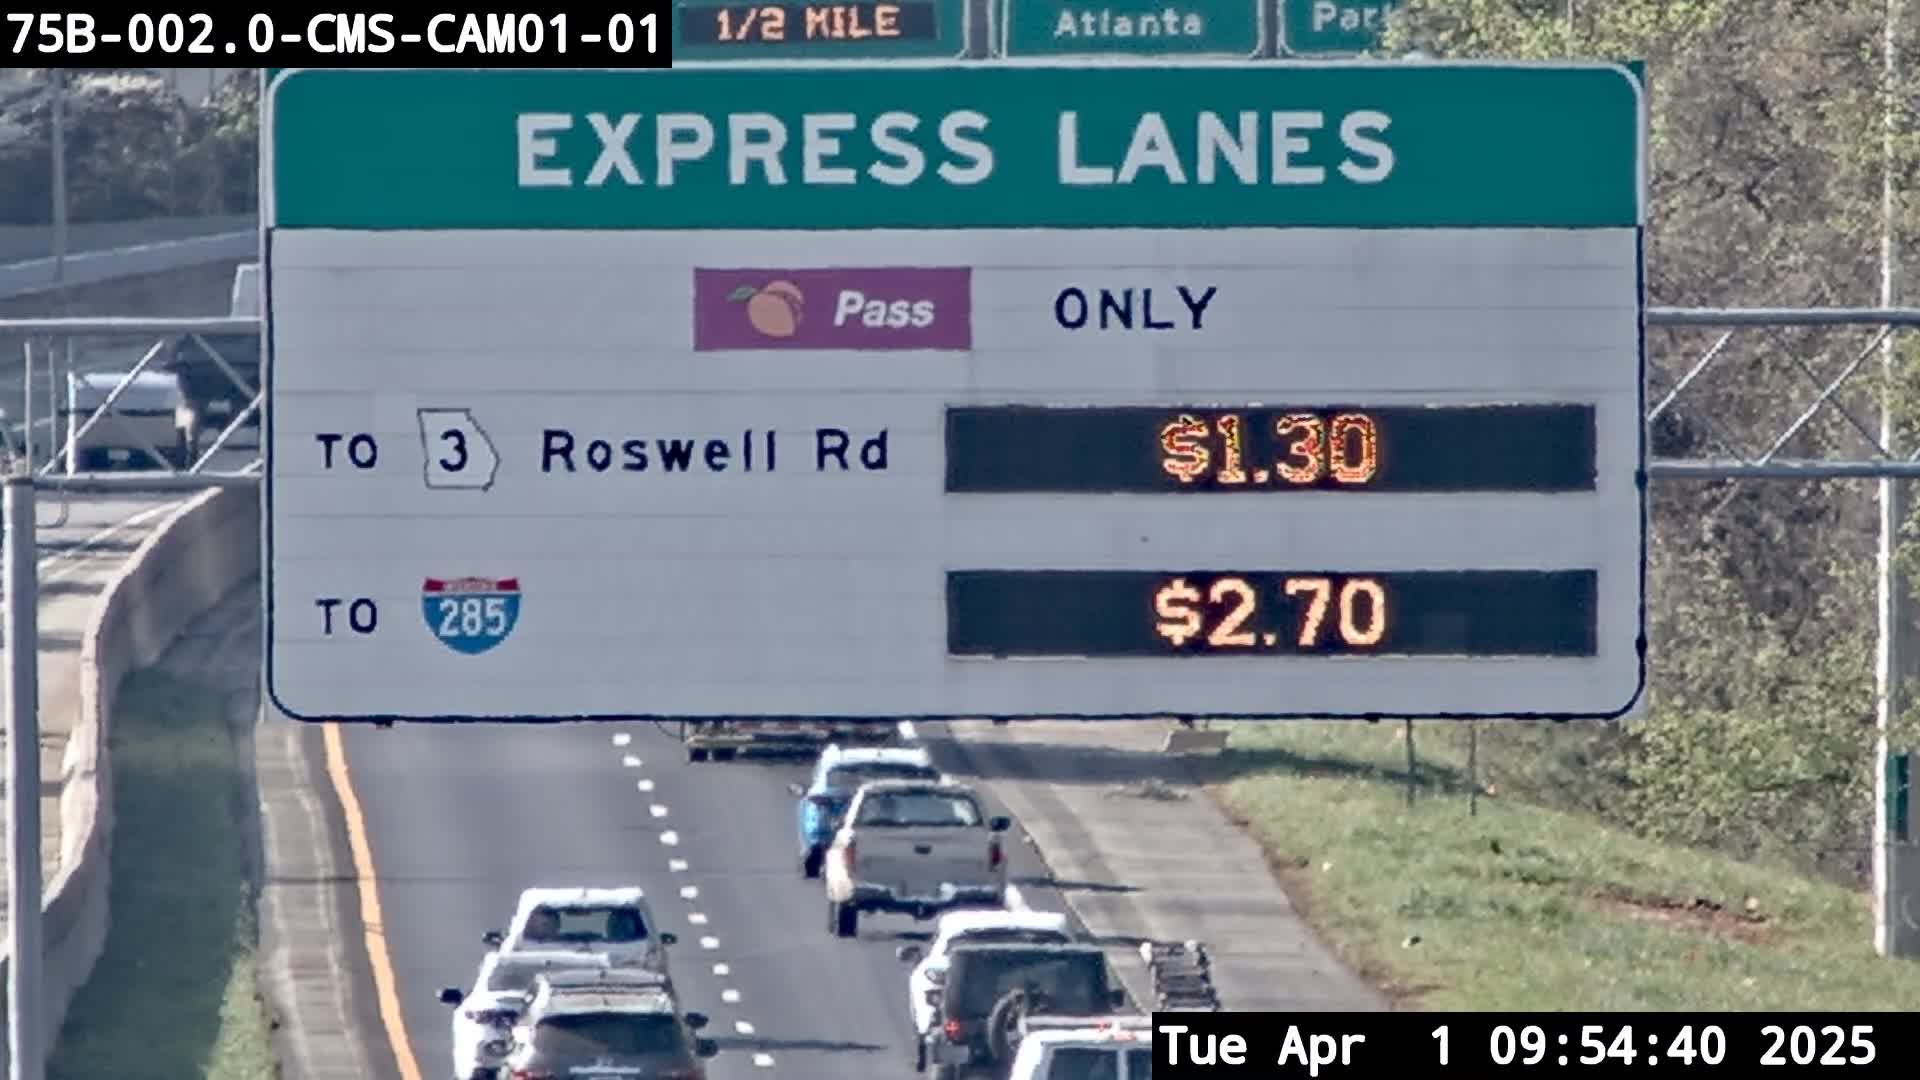 75B-002.0-CMS-CAM01-01
1/2 MILE
Atlanta
EXPRESS LANES
Pass ONLY
TO 3 Roswell Rd $1.30
TO 285 $2.70
Tue Apr 1 09:54:40 2025